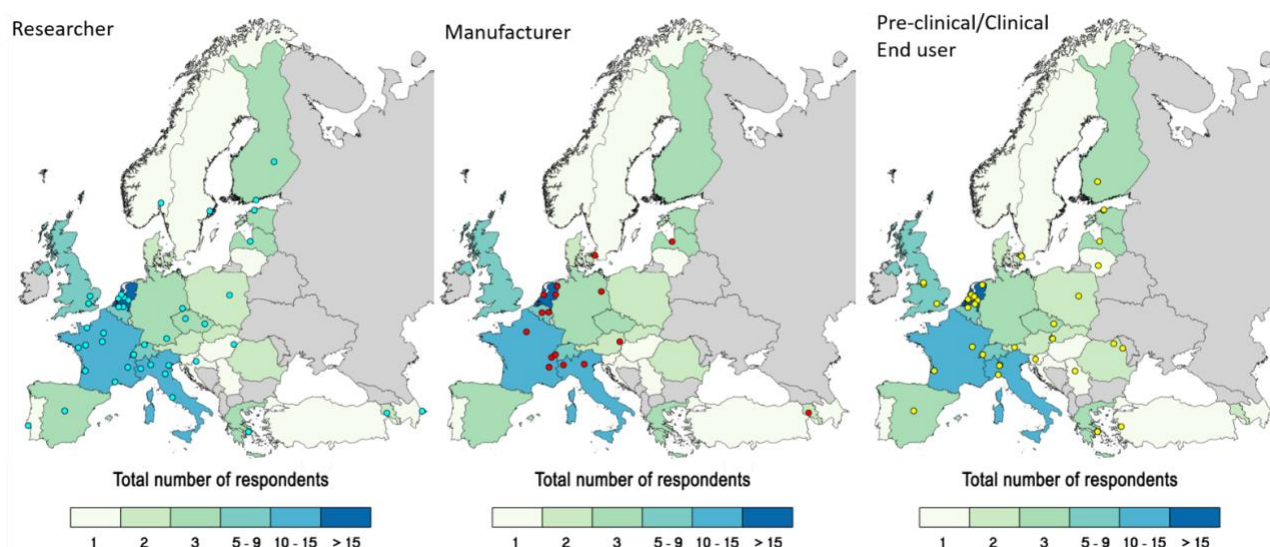 Researcher
Manufacturer
Pre-clinical/Clinical
End user
Total number of respondents
1 2 3 5 - 9 10 - 15 > 15
Total number of respondents
1 2 3 5 - 9 10 - 15 > 15
Total number of respondents
1 2 3 5 - 9 10 - 15 > 15